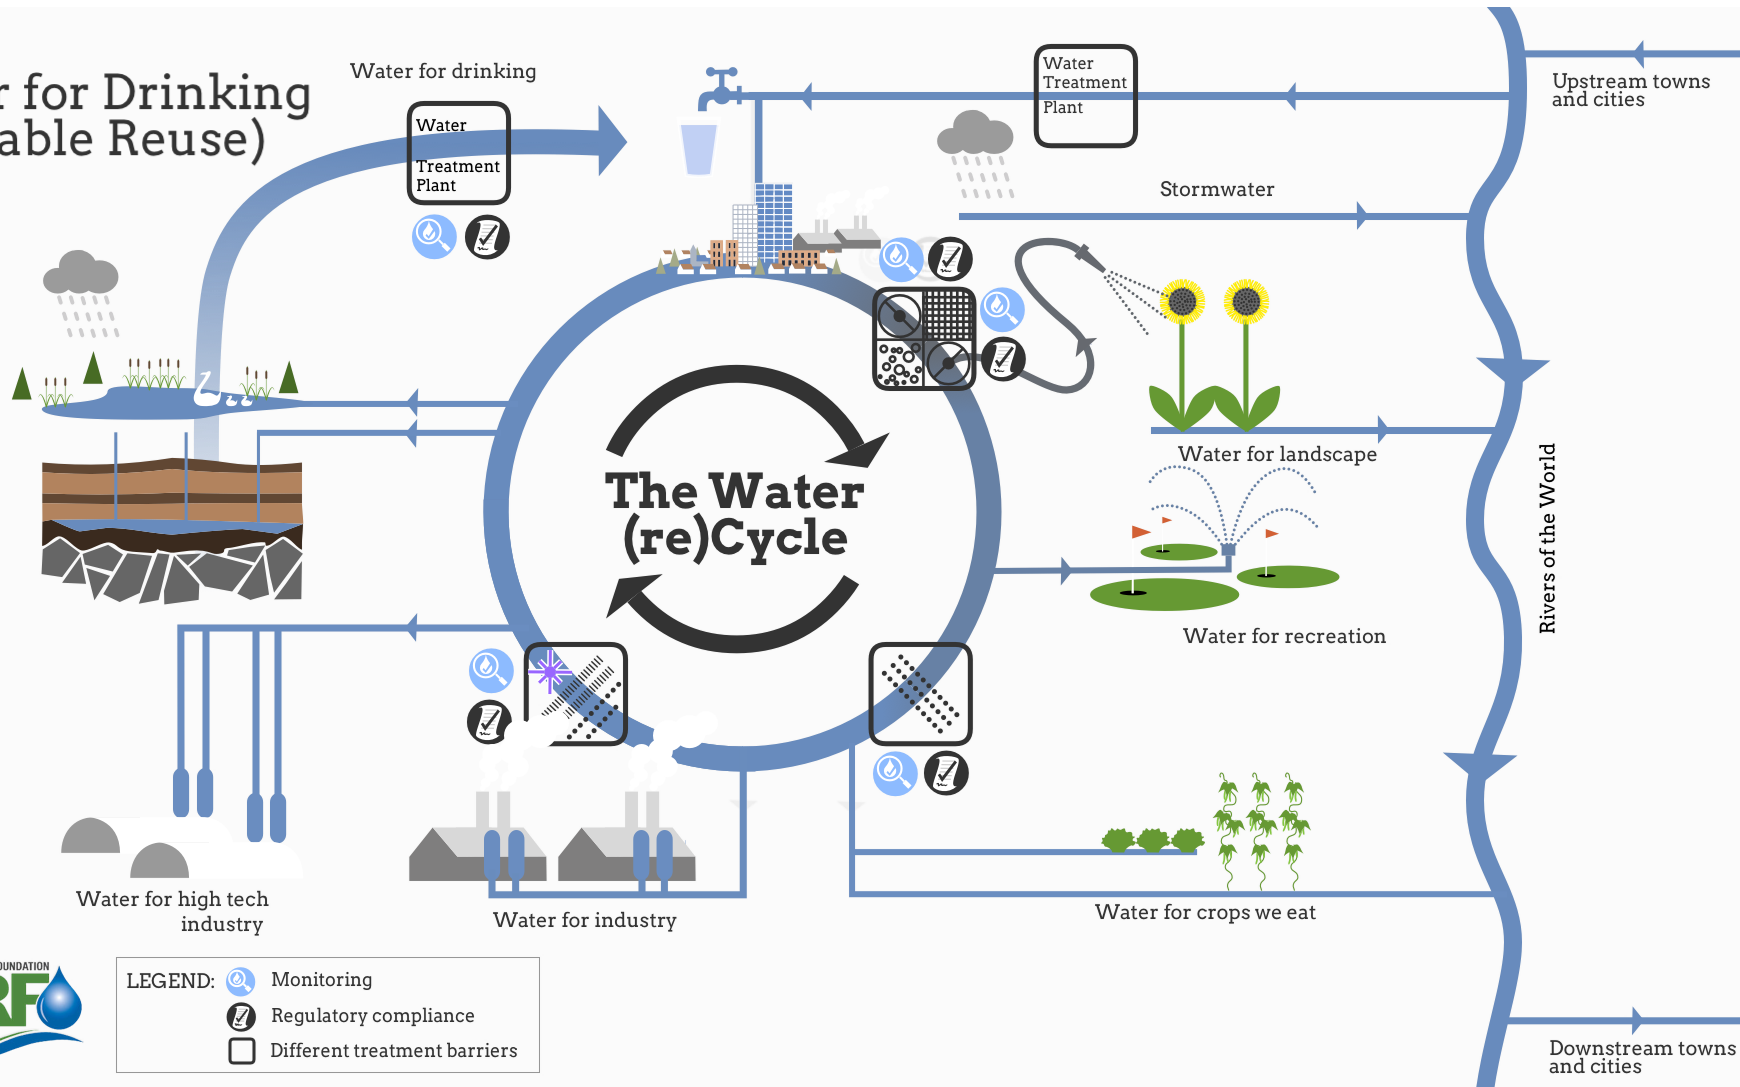 r for Drinking
able Reuse)
Water for drinking
Water
Treatment
Plant
Water
Treatment
Plant
Upstream towns
and cities
Stormwater
Water for landscape
The Water
(re)Cycle
Rivers of the World
Water for recreation
Water for high tech
industry
Water for industry
Water for crops we eat
OUNDATION
RF
LEGEND:
Monitoring
Regulatory compliance
Different treatment barriers
Downstream towns
and cities